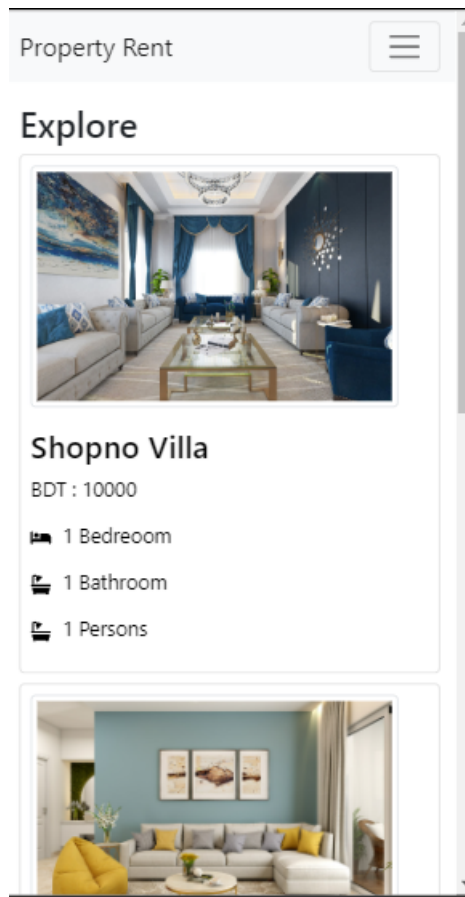 Property Rent
Explore
Shopno Villa
BDT : 10000
1 Bedreoom
1 Bathroom
1 Persons